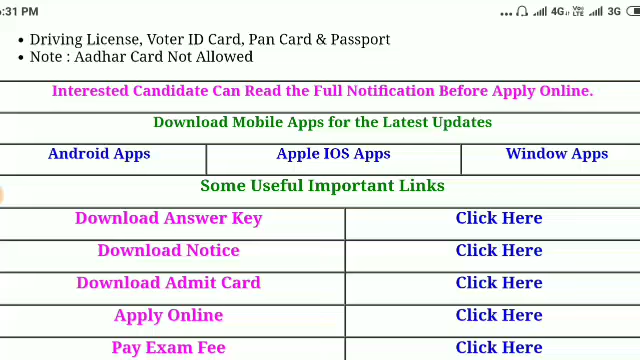 :31 PM
4G Vo LTE 3G
Driving License, Voter ID Card, Pan Card & Passport
Note : Aadhar Card Not Allowed
Interested Candidate Can Read the Full Notification Before Apply Online.
Download Mobile Apps for the Latest Updates
Android Apps Apple IOS Apps Window Apps
Some Useful Important Links
Download Answer Key Click Here
Download Notice Click Here
Download Admit Card Click Here
Apply Online Click Here
Pay Exam Fee Click Here